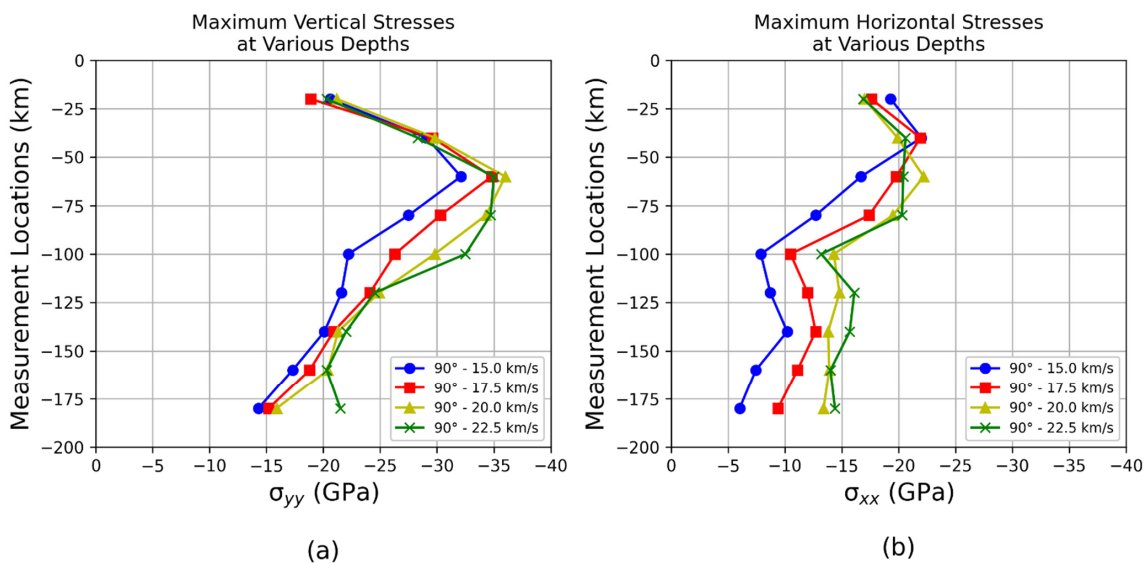 Maximum Vertical Stresses
at Various Depths
Measurement Locations (km)
0
−25
−50
−75
−100
−125
−150
−175
−200
0
−5
−10
−15
−20
−25
−30
−35
−40
σyy (GPa)
90° - 15.0 km/s
90° - 17.5 km/s
90° - 20.0 km/s
90° - 22.5 km/s
(a)
Maximum Horizontal Stresses
at Various Depths
Measurement Locations (km)
0
−25
−50
−75
−100
−125
−150
−175
−200
0
−5
−10
−15
−20
−25
−30
−35
−40
σxx (GPa)
90° - 15.0 km/s
90° - 17.5 km/s
90° - 20.0 km/s
90° - 22.5 km/s
(b)